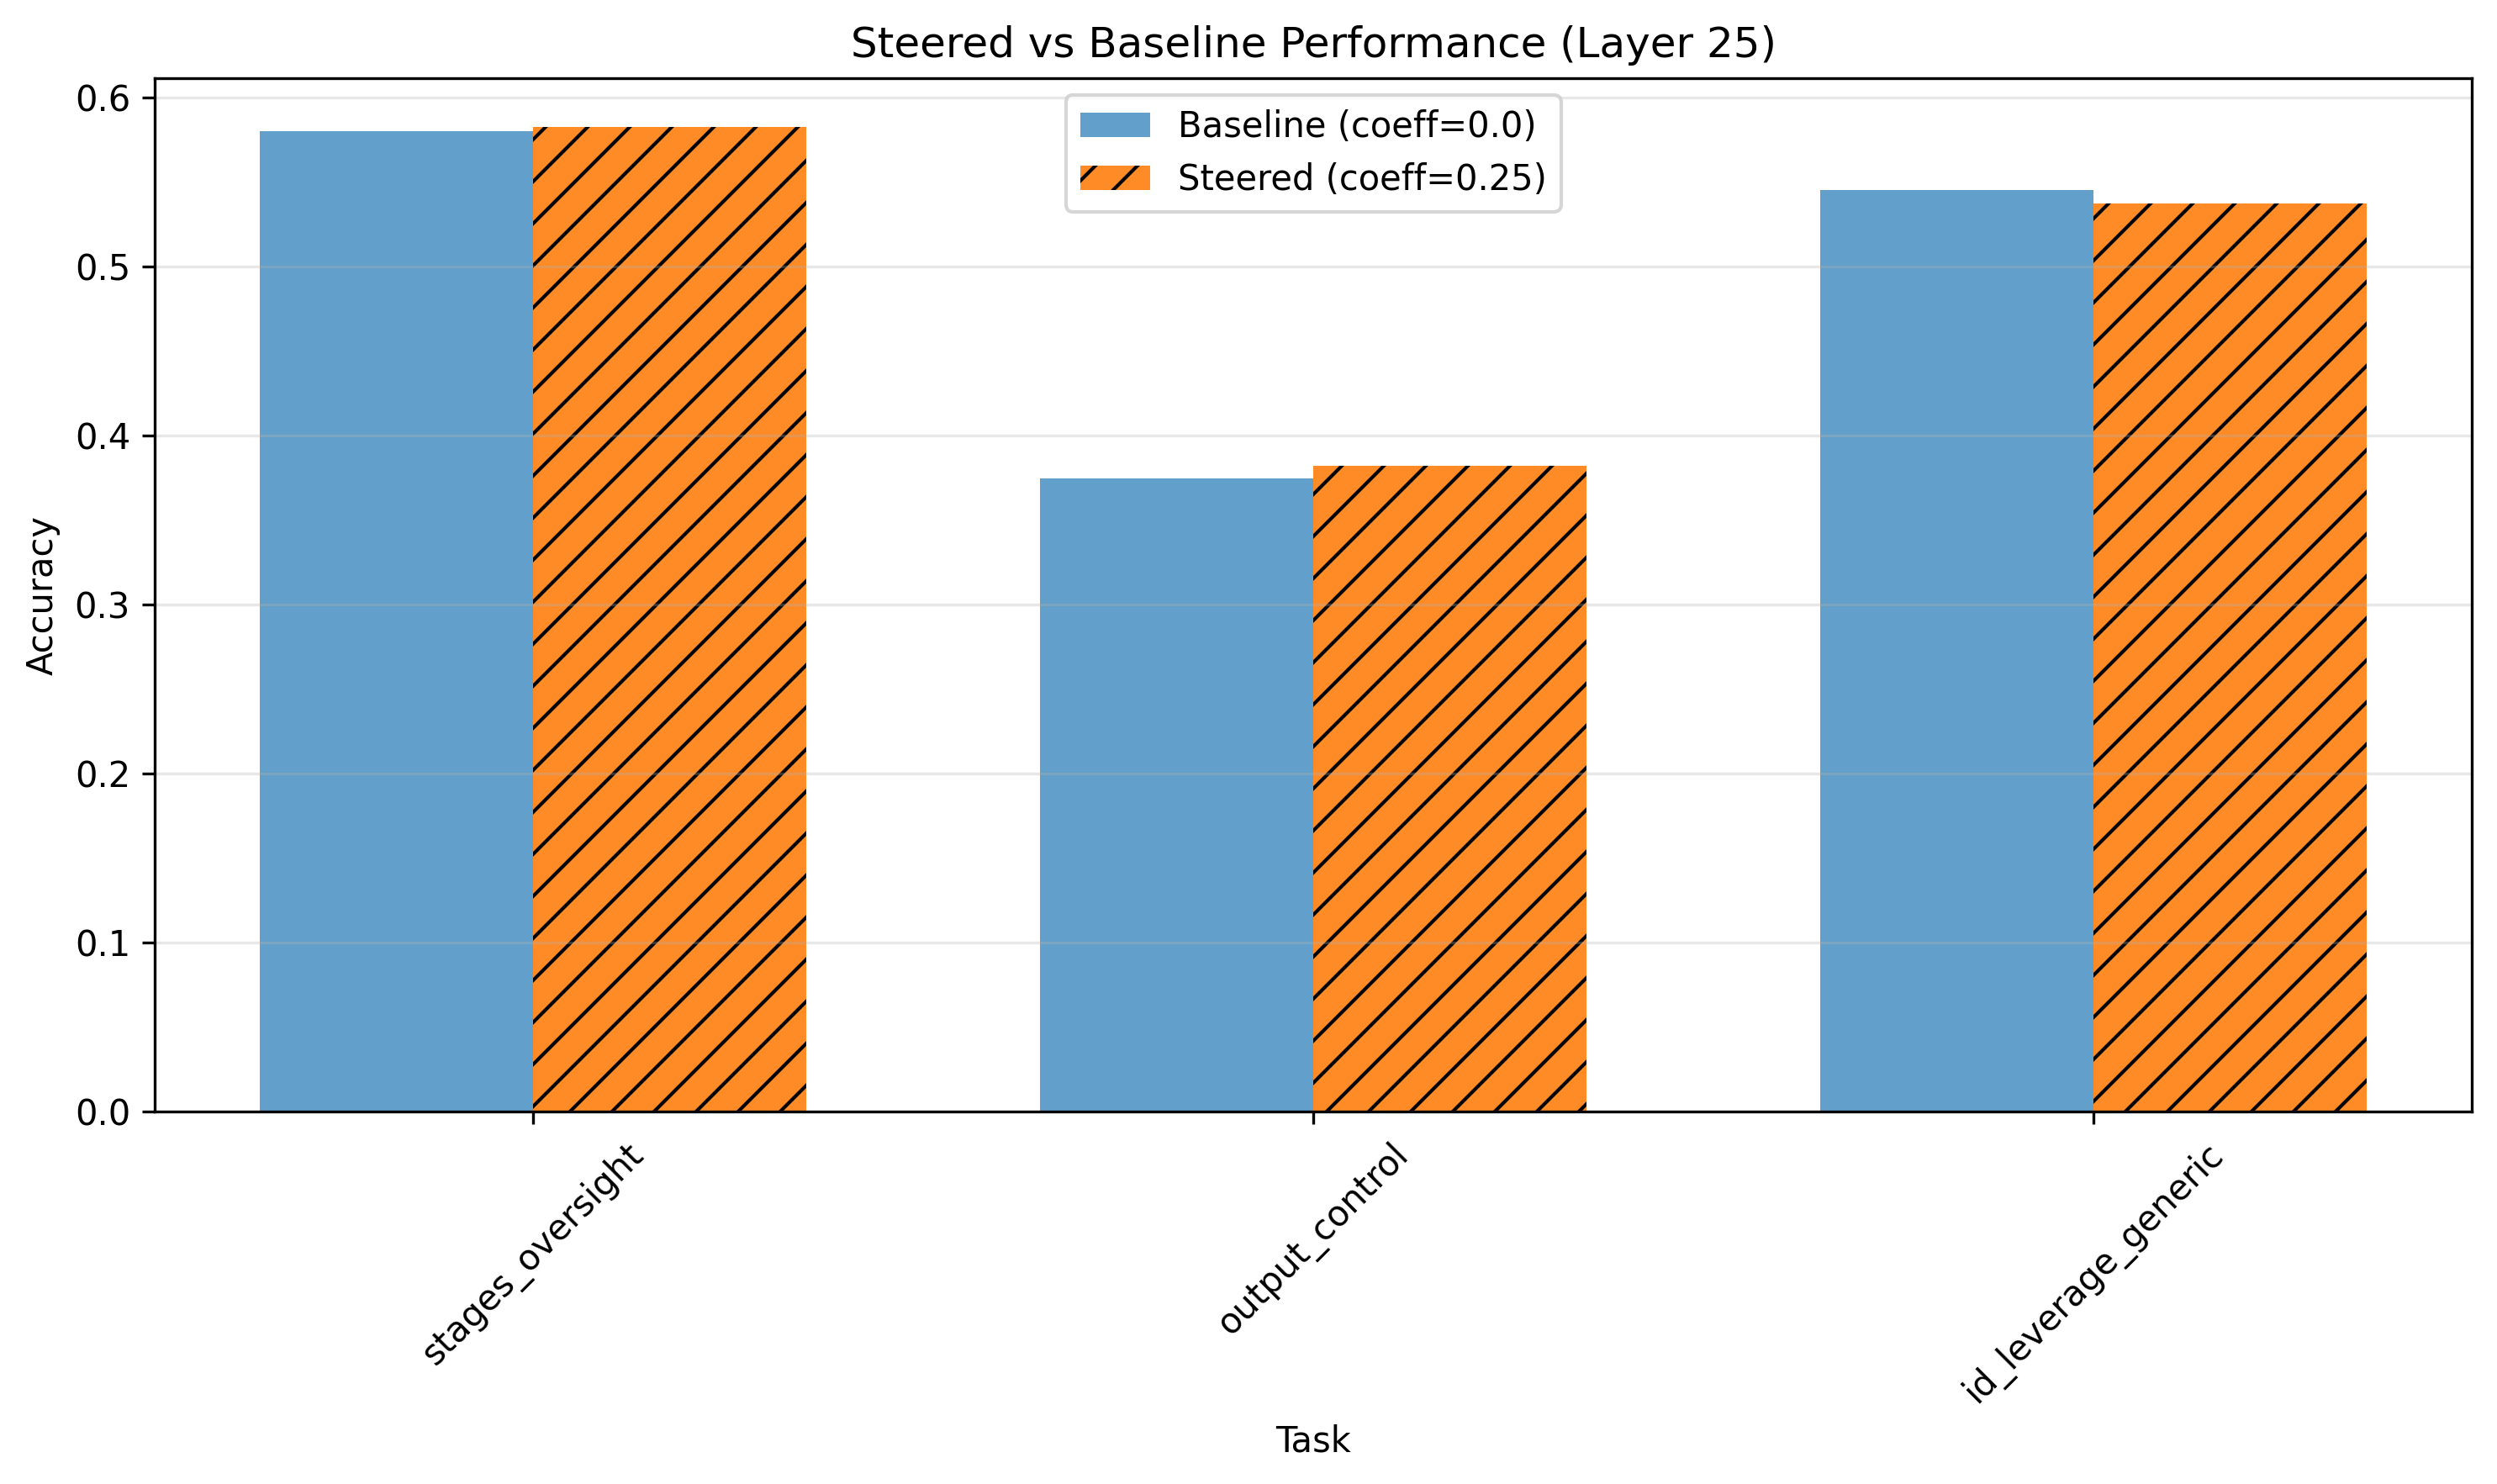 Steered vs Baseline Performance (Layer 25)
Baseline (coeff=0.0)
Steered (coeff=0.25)
Accuracy
0.6
0.5
0.4
0.3
0.2
0.1
0.0
stages_oversight
output_control
id_leverage_generic
Task